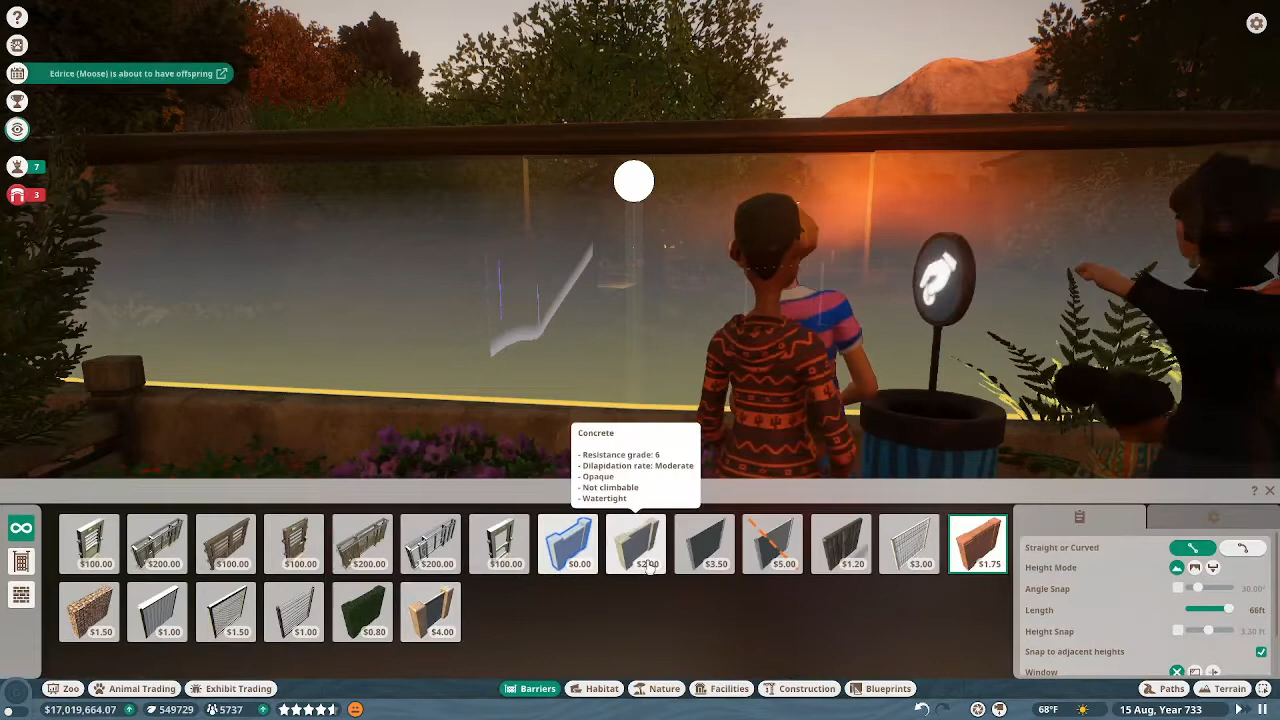 ?
Edrice (Moose) is about to have offspring
7
3
Concrete
- Resistance grade: 6
- Dilapidation rate: Moderate
- Opaque
- Not climbable
- Watertight
?
$100.00 $200.00 $100.00 $100.00 $200.00 $200.00 $100.00 $0.00 $3.50 $5.00 $1.20 $3.00 $1.75
$1.50 $1.00 $1.50 $1.00 $0.80 $4.00
Straight or Curved
Height Mode
Angle Snap 30.00°
Length 66ft
Height Snap 3.30 ft
Snap to adjacent heights
Window
Zoo Animal Trading Exhibit Trading Barriers Habitat Nature Facilities Construction Blueprints Paths Terrain
$17,019,664.07 549729 5737 68°F 15 Aug, Year 733